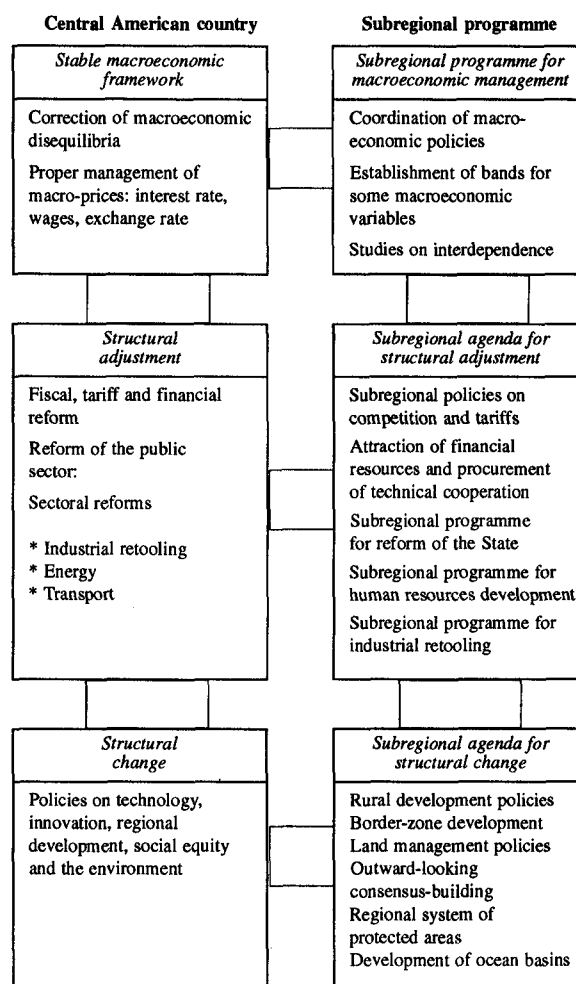 Central American country
Stable macroeconomic
framework
Correction of macroeconomic
disequilibria
Proper management of
macro-prices: interest rate,
wages, exchange rate
Subregional programme
Subregional programme for
macroeconomic management
Coordination of macro-
economic policies
Establishment of bands for
some macroeconomic
variables
Studies on interdependence
Structural
adjustment
Fiscal, tariff and financial
reform
Reform of the public
sector:
Sectoral reforms
* Industrial retooling
* Energy
* Transport
Subregional agenda for
structural adjustment
Subregional policies on
competition and tariffs
Attraction of financial
resources and procurement
of technical cooperation
Subregional programme
for reform of the State
Subregional programme for
human resources development
Subregional programme for
industrial retooling
Structural
change
Policies on technology,
innovation, regional
development, social equity
and the environment
Subregional agenda for
structural change
Rural development policies
Border-zone development
Land management policies
Outward-looking
consensus-building
Regional system of
protected areas
Development of ocean basins